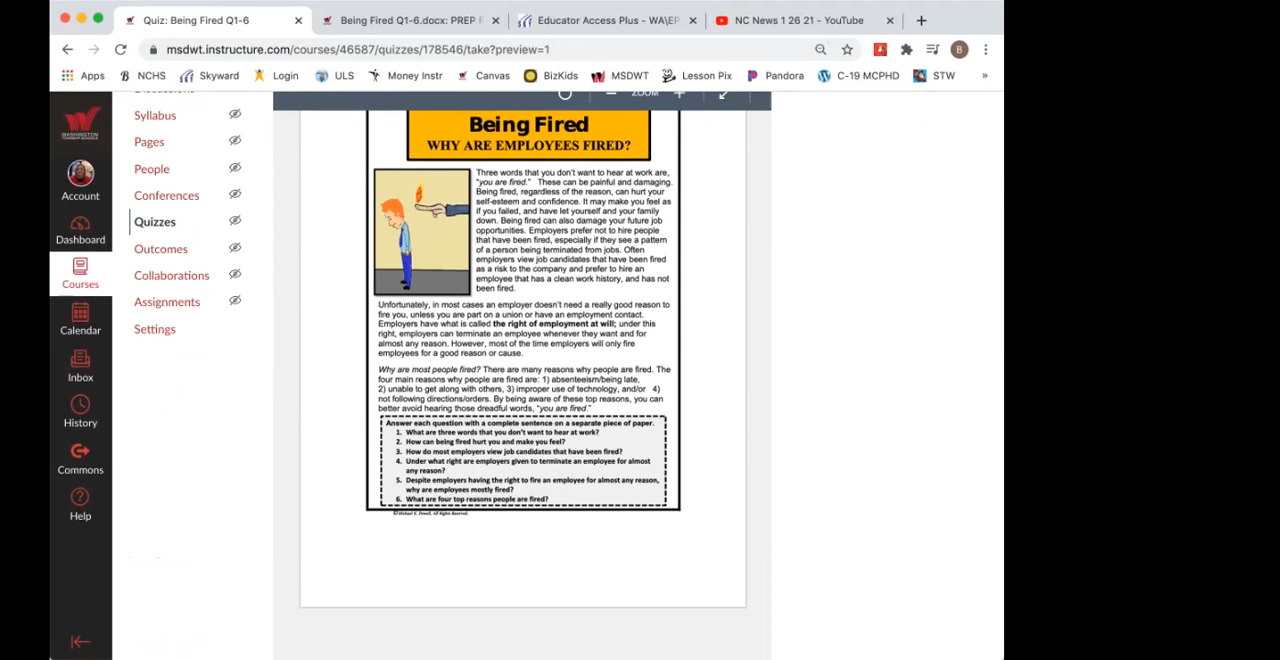 Quiz: Being Fired Q1-6
Being Fired Q1-6.docx: PREP F
Educator Access Plus - WA\EP
NC News 1 26 21 - YouTube
msdwt.instructure.com/courses/46587/quizzes/178546/take?preview=1
B
Apps
NCHS
Skyward
Login
ULS
Money Instr
Canvas
BizKids
MSDWT
Lesson Pix
Pandora
C-19 MCPHD
STW
»
WASHINGTON
TOWNSHIP SCHOOLS
Account
Dashboard
Courses
Calendar
Inbox
History
Commons
Help
Syllabus
Pages
People
Conferences
Quizzes
Outcomes
Collaborations
Assignments
Settings
ZOOM
Being Fired
WHY ARE EMPLOYEES FIRED?
Three words that you don't want to hear at work are,
"you are fired." These can be painful and damaging.
Being fired, regardless of the reason, can hurt your
self-esteem and confidence. It may make you feel as
if you failed, and have let yourself and your family
down. Being fired can also damage your future job
opportunities. Employers prefer not to hire people
that have been fired, especially if they see a pattern
of a person being terminated from jobs. Often
employers view job candidates that have been fired
as a risk to the company and prefer to hire an
employee that has a clean work history, and has not
been fired.
Unfortunately, in most cases an employer doesn't need a really good reason to
fire you, unless you are part on a union or have an employment contact.
Employers have what is called the right of employment at will; under this
right, employers can terminate an employee whenever they want and for
almost any reason. However, most of the time employers will only fire
employees for a good reason or cause.
Why are most people fired? There are many reasons why people are fired. The
four main reasons why people are fired are: 1) absenteeism/being late,
2) unable to get along with others, 3) improper use of technology, and/or 4)
not following directions/orders. By being aware of these top reasons, you can
better avoid hearing those dreadful words, "you are fired."
Answer each question with a complete sentence on a separate piece of paper.
1. What are three words that you don't want to hear at work?
2. How can being fired hurt you and make you feel?
3. How do most employers view job candidates that have been fired?
4. Under what right are employers given to terminate an employee for almost
any reason?
5. Despite employers having the right to fire an employee for almost any reason,
why are employees mostly fired?
6. What are four top reasons people are fired?
All Rights Reserved.